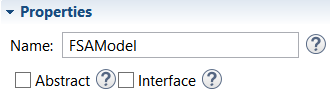 Properties
Name: FSAModel ?
Abstract ? Interface ?